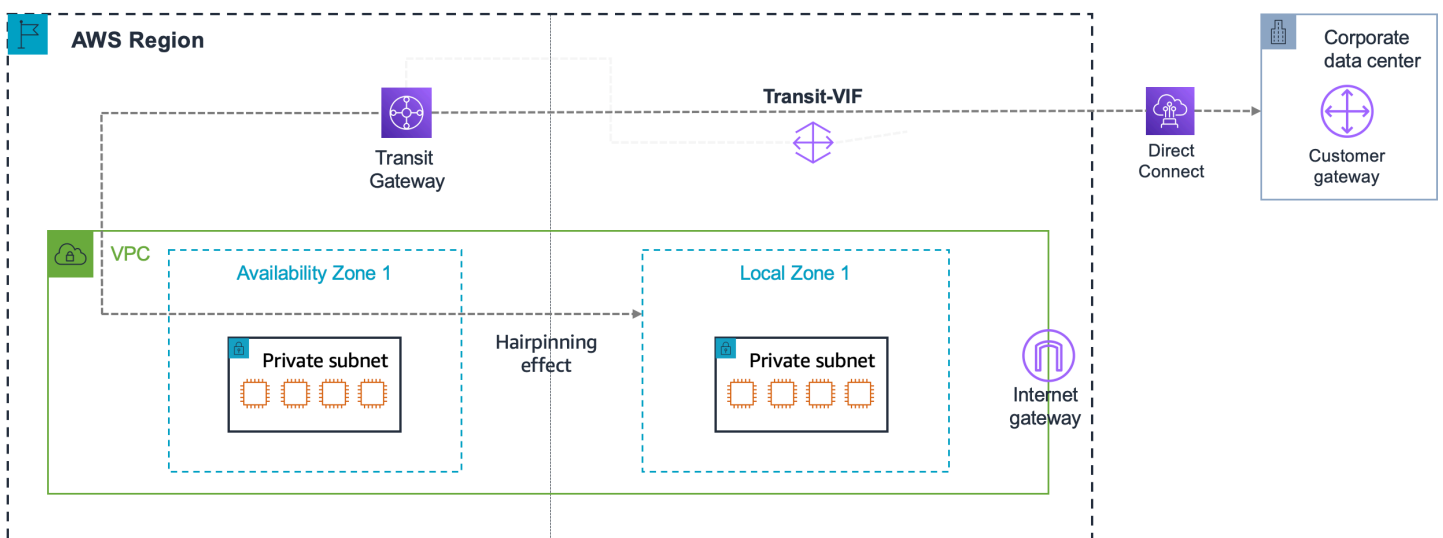 AWS Region
Corporate
data center
Transit-VIF
Transit
Gateway
Direct
Connect
Customer
gateway
VPC
Availability Zone 1
Local Zone 1
Hairpinning
effect
Private subnet
Private subnet
Internet
gateway